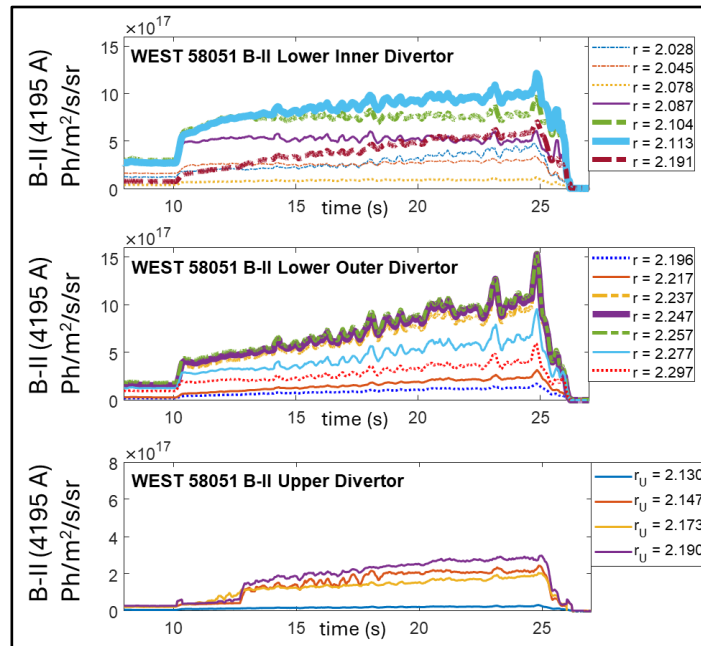 ×10^17
WEST 58051 B-II Lower Inner Divertor
B-II (4195 A)
Ph/m²/s/sr
15
10
5
0
10
15
20
25
time (s)
r = 2.028
r = 2.045
r = 2.078
r = 2.087
r = 2.104
r = 2.113
r = 2.191
×10^17
WEST 58051 B-II Lower Outer Divertor
B-II (4195 A)
Ph/m²/s/sr
15
10
5
0
10
15
20
25
time (s)
r = 2.196
r = 2.217
r = 2.237
r = 2.247
r = 2.257
r = 2.277
r = 2.297
×10^17
WEST 58051 B-II Upper Divertor
B-II (4195 A)
Ph/m²/s/sr
8
6
4
2
0
10
15
20
25
time (s)
r_U = 2.130
r_U = 2.147
r_U = 2.173
r_U = 2.190